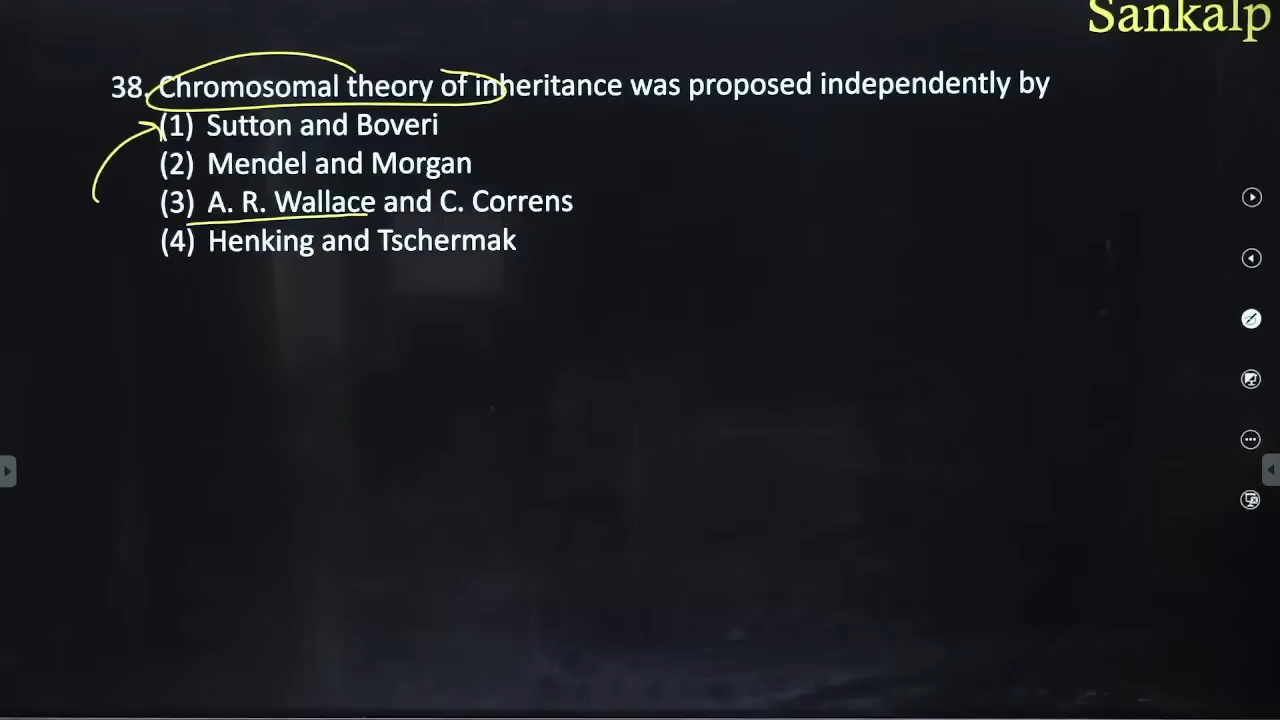 Sankalp
38. Chromosomal theory of inheritance was proposed independently by
(1) Sutton and Boveri
(2) Mendel and Morgan
(3) A. R. Wallace and C. Correns
(4) Henking and Tschermak